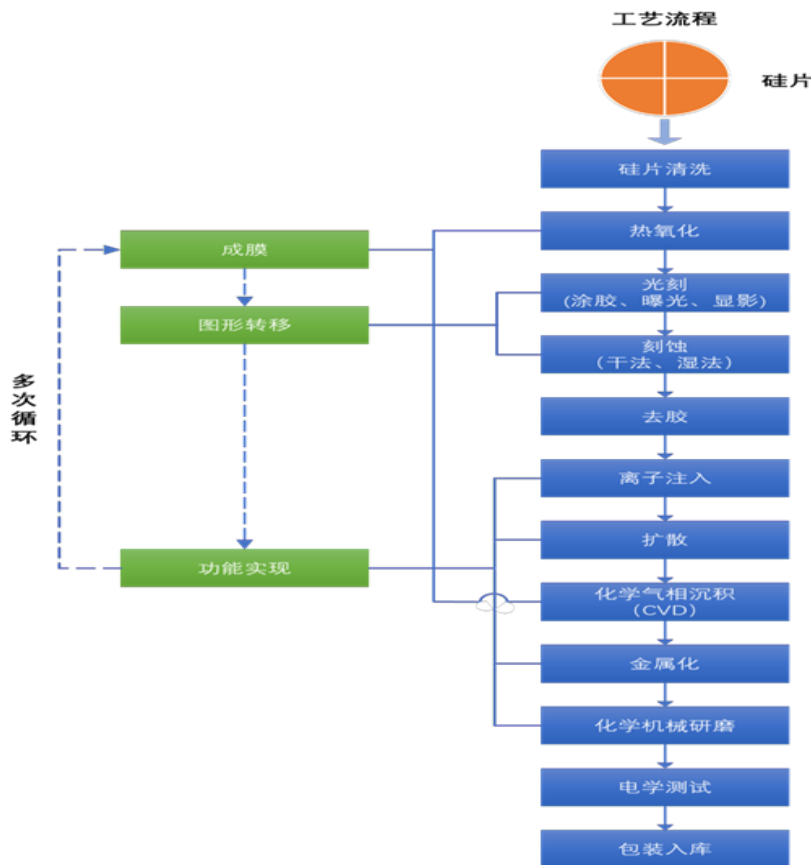 工艺流程
硅片
硅片清洗
热氧化
光刻
(涂胶、曝光、显影)
刻蚀
(干法、湿法)
去胶
离子注入
扩散
化学气相沉积
(CVD)
金属化
化学机械研磨
电学测试
包装入库
成膜
图形转移
功能实现
多次循环